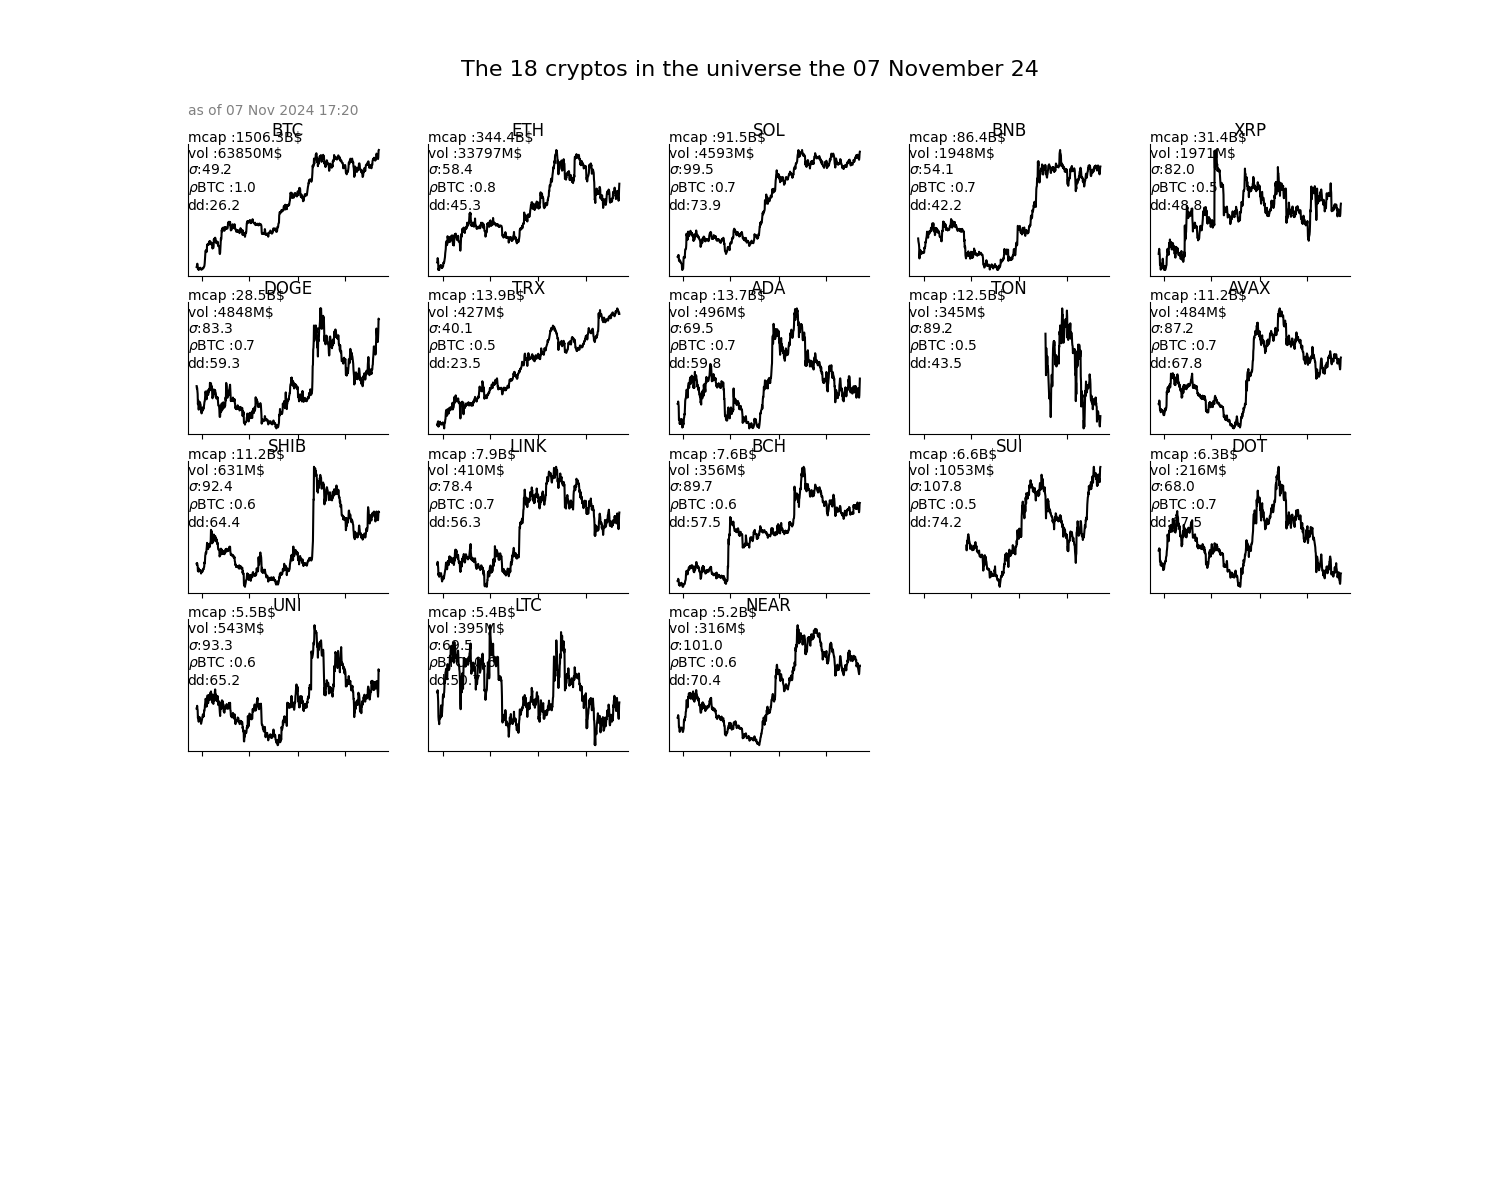 The 18 cryptos in the universe the 07 November 24
as of 07 Nov 2024 17:20
BTC
mcap :1506.3B$
vol :63850M$
σ:49.2
ρBTC :1.0
dd:26.2
ETH
mcap :344.4B$
vol :33797M$
σ:58.4
ρBTC :0.8
dd:45.3
SOL
mcap :91.5B$
vol :4593M$
σ:99.5
ρBTC :0.7
dd:73.9
BNB
mcap :86.4B$
vol :1948M$
σ:54.1
ρBTC :0.7
dd:42.2
XRP
mcap :31.4B$
vol :1971M$
σ:82.0
ρBTC :0.5
dd:48.8
DOGE
mcap :28.5B$
vol :4848M$
σ:83.3
ρBTC :0.7
dd:59.3
TRX
mcap :13.9B$
vol :427M$
σ:40.1
ρBTC :0.5
dd:23.5
ADA
mcap :13.7B$
vol :496M$
σ:69.5
ρBTC :0.7
dd:59.8
TON
mcap :12.5B$
vol :345M$
σ:89.2
ρBTC :0.5
dd:43.5
AVAX
mcap :11.2B$
vol :484M$
σ:87.2
ρBTC :0.7
dd:67.8
SHIB
mcap :11.2B$
vol :631M$
σ:92.4
ρBTC :0.6
dd:64.4
LINK
mcap :7.9B$
vol :410M$
σ:78.4
ρBTC :0.7
dd:56.3
BCH
mcap :7.6B$
vol :356M$
σ:89.7
ρBTC :0.6
dd:57.5
SUI
mcap :6.6B$
vol :1053M$
σ:107.8
ρBTC :0.5
dd:74.2
DOT
mcap :6.3B$
vol :216M$
σ:68.0
ρBTC :0.7
UNI
mcap :5.5B$
vol :543M$
σ:93.3
ρBTC :0.6
dd:65.2
LTC
mcap :5.4B$
vol :395M$
NEAR
mcap :5.2B$
vol :316M$
σ:101.0
ρBTC :0.6
dd:70.4